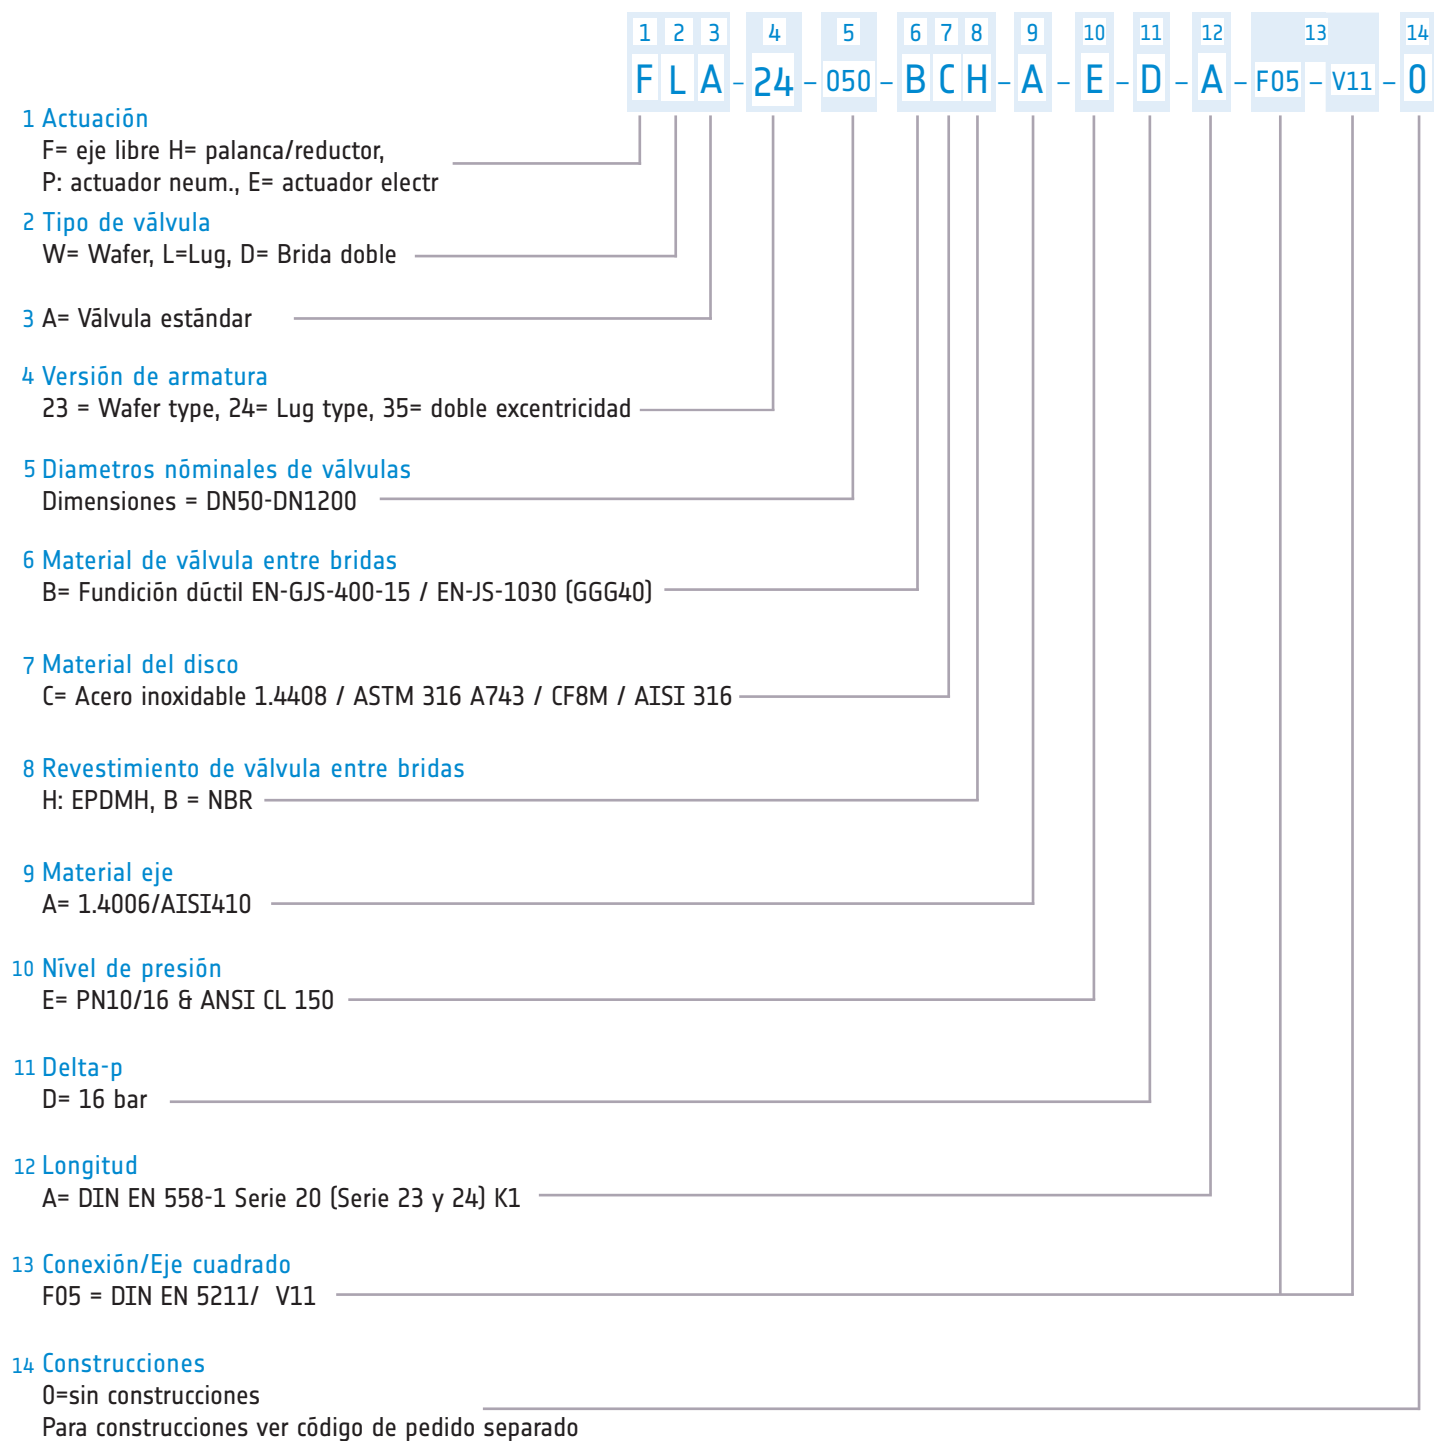 1 2 3 4 5 6 7 8 9 10 11 12 13 14
F L A - 24 - 050 - B C H - A - E - D - A - F05 - V11 - 0
1 Actuación
F= eje libre H= palanca/reductor,
P: actuador neum., E= actuador electr
2 Tipo de válvula
W= Wafer, L=Lug, D= Brida doble
3 A= Válvula estándar
4 Versión de armatura
23 = Wafer type, 24= Lug type, 35= doble excentricidad
5 Diametros nóminales de válvulas
Dimensiones = DN50-DN1200
6 Material de válvula entre bridas
B= Fundición dúctil EN-GJS-400-15 / EN-JS-1030 (GGG40)
7 Material del disco
C= Acero inoxidable 1.4408 / ASTM 316 A743 / CF8M / AISI 316
8 Revestimiento de válvula entre bridas
H: EPDMH, B = NBR
9 Material eje
A= 1.4006/AISI410
10 Nível de presión
E= PN10/16 & ANSI CL 150
11 Delta-p
D= 16 bar
12 Longitud
A= DIN EN 558-1 Serie 20 (Serie 23 y 24) K1
13 Conexión/Eje cuadrado
F05 = DIN EN 5211/ V11
14 Construcciones
0=sin construcciones
Para construcciones ver código de pedido separado